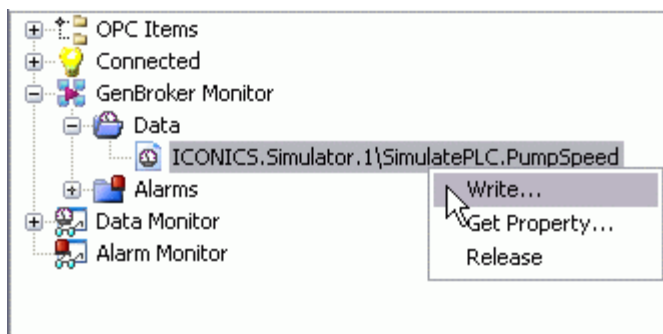 OPC Items
Connected
GenBroker Monitor
Data
ICONICS.Simulator.1\SimulatePLC.PumpSpeed
Alarms
Write...
Data Monitor
Get Property...
Alarm Monitor
Release